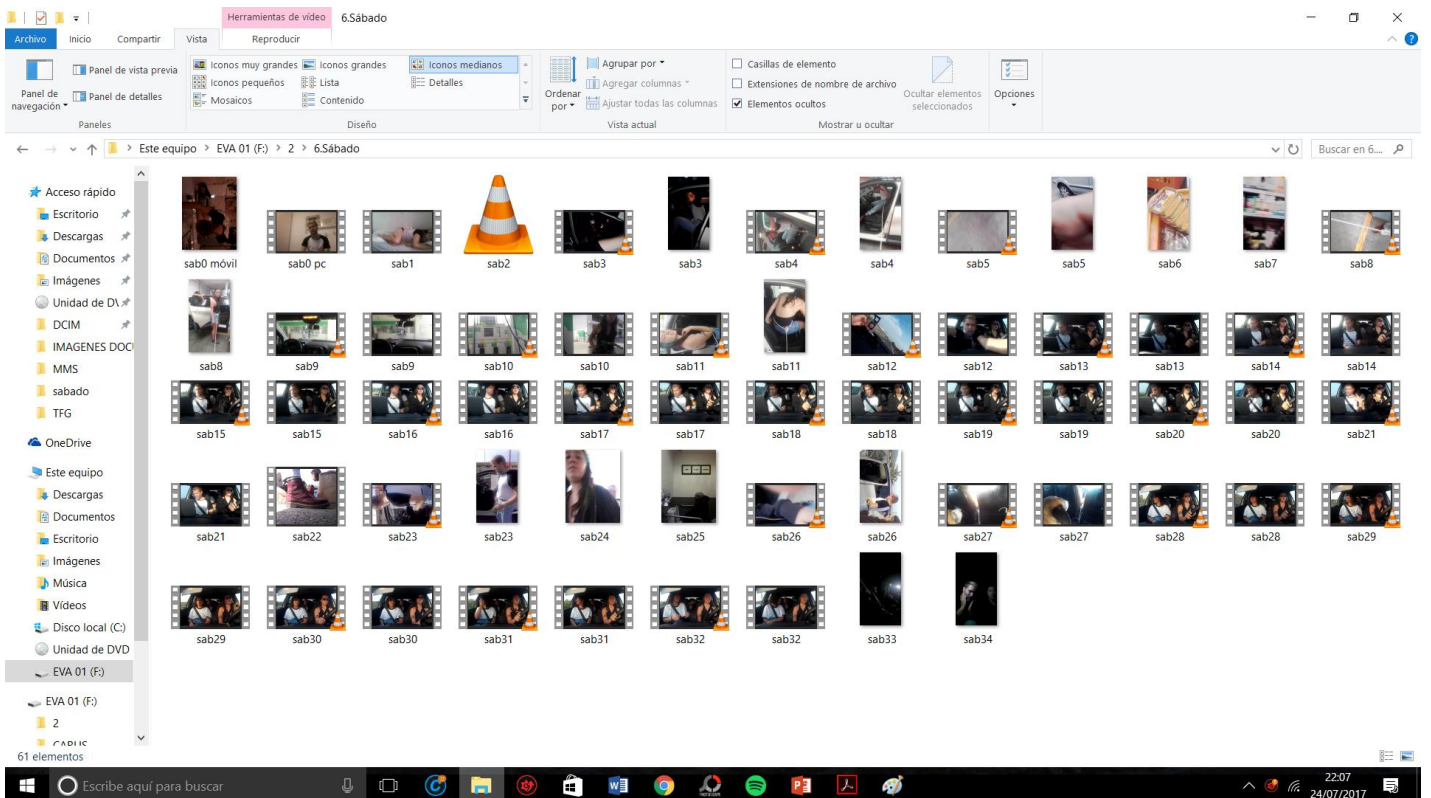 Herramientas de vídeo 6.Sábado
Archivo Inicio Compartir Vista Reproducir
Panel de navegación
Panel de vista previa
Panel de detalles
Paneles
Iconos muy grandes Iconos grandes Iconos medianos
Iconos pequeños Lista Detalles
Mosaicos Contenido
Diseño
Ordenar por
Agrupar por
Agregar columnas
Ajustar todas las columnas
Vista actual
Casillas de elemento
Extensiones de nombre de archivo
Elementos ocultos
Ocultar elementos seleccionados
Mostrar u ocultar
Opciones
Este equipo > EVA 01 (F:) > 2 > 6.Sábado
Buscar en 6....
Acceso rápido
Escritorio
Descargas
Documentos
Imágenes
Unidad de D\
DCIM
IMAGENES DOCI
MMS
sabado
TFG
OneDrive
Este equipo
Descargas
Documentos
Escritorio
Imágenes
Música
Vídeos
Disco local (C:)
Unidad de DVD
EVA 01 (F:)
EVA 01 (F:)
2
sab0 móvil sab0 pc sab1 sab2 sab3 sab3 sab4 sab4 sab5 sab5 sab6 sab7 sab8
sab8 sab9 sab9 sab10 sab10 sab11 sab11 sab12 sab12 sab13 sab13 sab14 sab14
sab15 sab15 sab16 sab16 sab17 sab17 sab18 sab18 sab19 sab19 sab20 sab20 sab21
sab21 sab22 sab23 sab23 sab24 sab25 sab26 sab26 sab27 sab27 sab28 sab28 sab29
sab29 sab30 sab30 sab31 sab31 sab32 sab32 sab33 sab34
61 elementos
Escribe aquí para buscar
22:07
24/07/2017